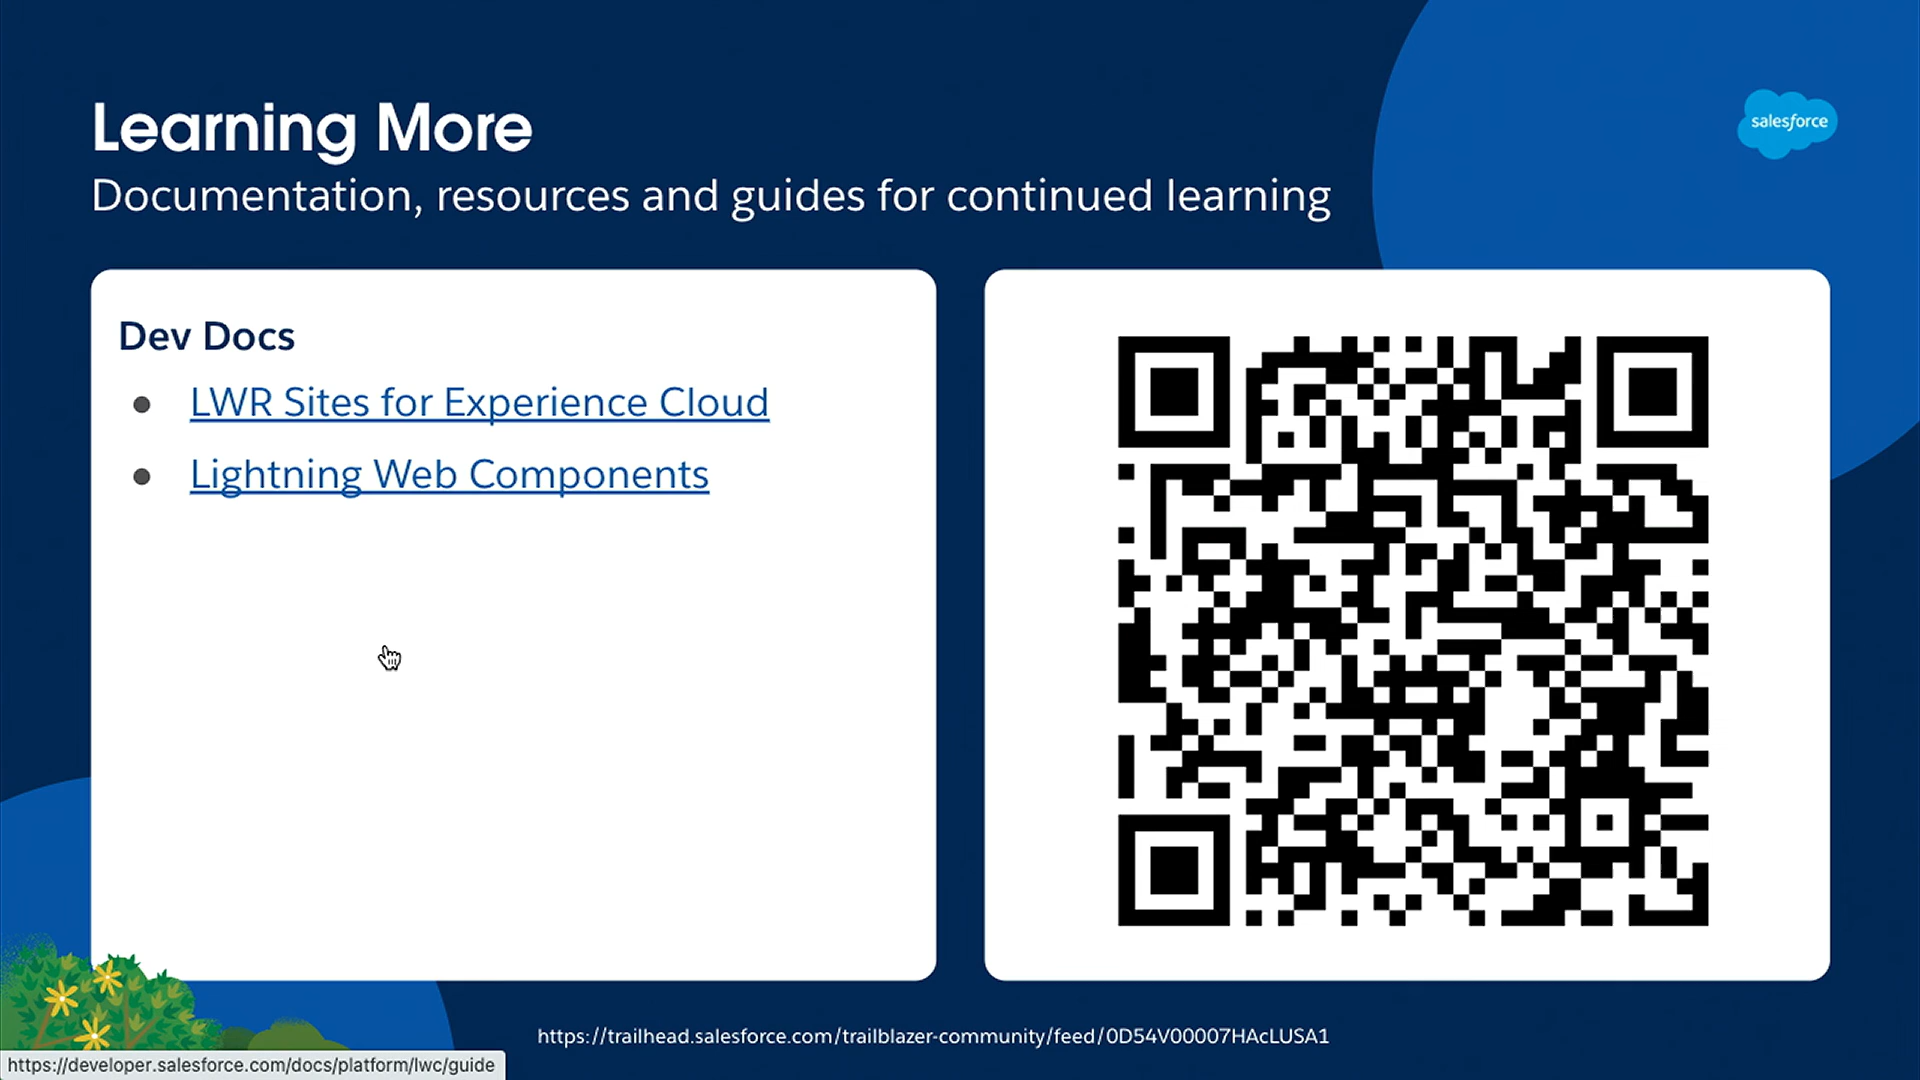 Learning More
salesforce
Documentation, resources and guides for continued learning
Dev Docs
LWR Sites for Experience Cloud
Lightning Web Components
https://trailhead.salesforce.com/trailblazer-community/feed/0D54V00007HAcLUSA1
https://developer.salesforce.com/docs/platform/lwc/guide